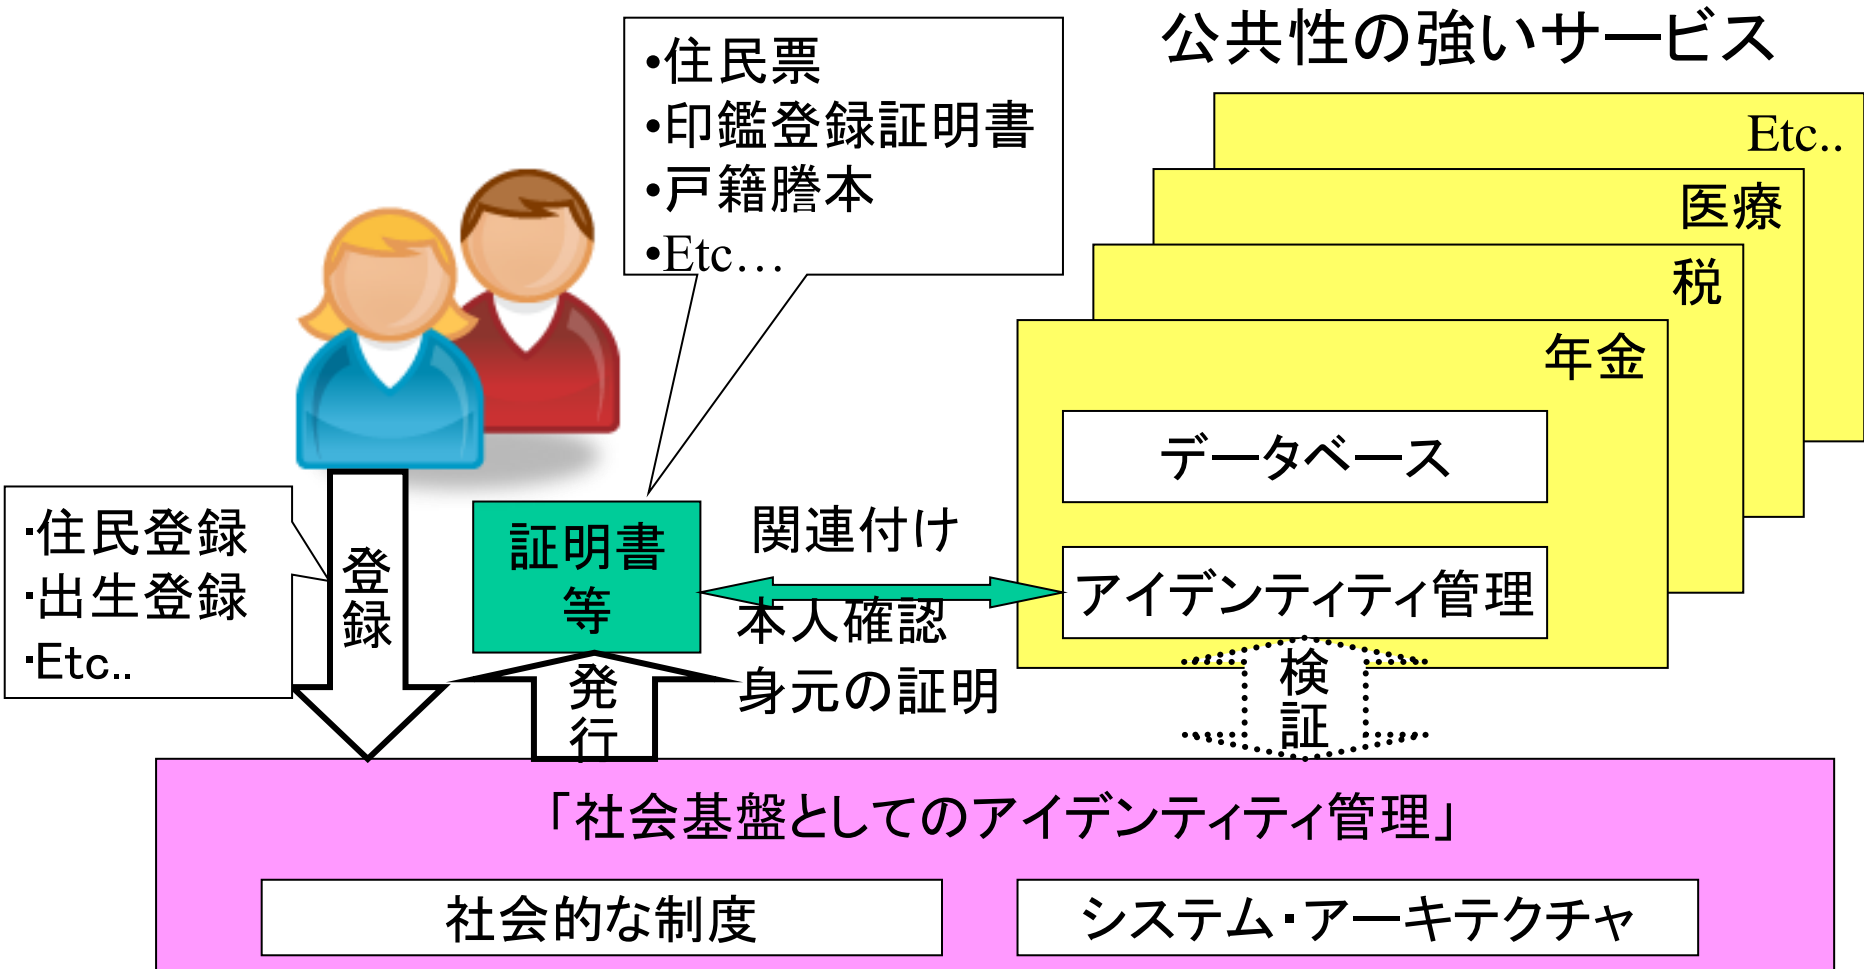 公共性の強いサービス
•住民票
•印鑑登録証明書
•戸籍謄本
•Etc…
Etc..
医療
税
年金
データベース
アイデンティティ管理
・住民登録
・出生登録
・Etc..
登録
証明書
等
関連付け
本人確認
身元の証明
発行
検証
「社会基盤としてのアイデンティティ管理」
社会的な制度
システム・アーキテクチャ